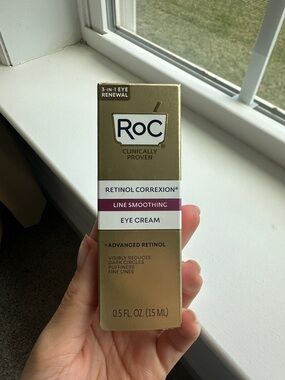 3-IN-1 EYE
RENEWAL
RoC®
CLINICALLY
PROVEN
RETINOL CORREXION®
LINE SMOOTHING
EYE CREAM
ADVANCED RETINOL
VISIBLY REDUCES:
DARK CIRCLES
PUFFINESS
FINE LINES
0.5 FL. OZ. (15 ML)